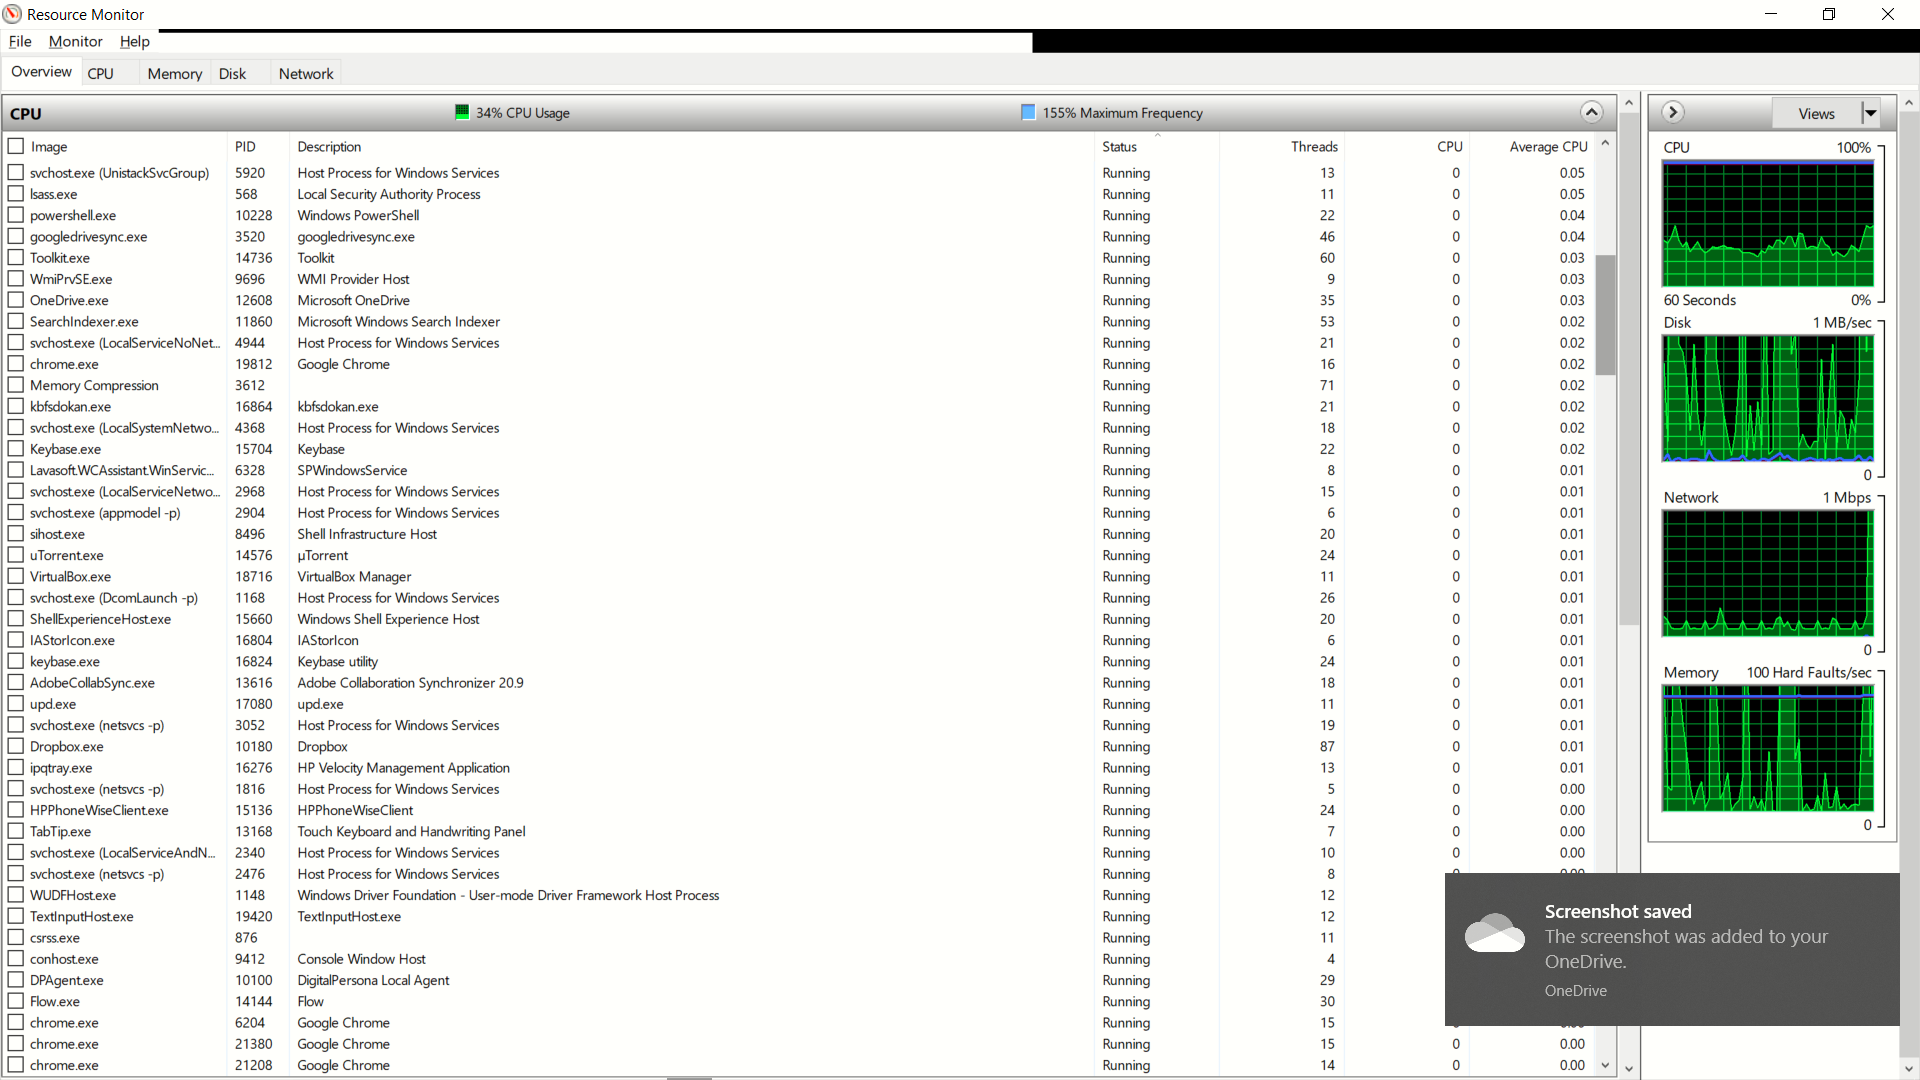 Resource Monitor
File Monitor Help
Overview CPU Memory Disk Network
CPU 34% CPU Usage 155% Maximum Frequency
Image PID Description Status Threads CPU Average CPU
svchost.exe (UnistackSvcGroup) 5920 Host Process for Windows Services Running 13 0 0.05
lsass.exe 568 Local Security Authority Process Running 11 0 0.05
powershell.exe 10228 Windows PowerShell Running 22 0 0.04
googledrivesync.exe 3520 googledrivesync.exe Running 46 0 0.04
Toolkit.exe 14736 Toolkit Running 60 0 0.03
WmiPrvSE.exe 9696 WMI Provider Host Running 9 0 0.03
OneDrive.exe 12608 Microsoft OneDrive Running 35 0 0.03
SearchIndexer.exe 11860 Microsoft Windows Search Indexer Running 53 0 0.02
svchost.exe (LocalServiceNoNet... 4944 Host Process for Windows Services Running 21 0 0.02
chrome.exe 19812 Google Chrome Running 16 0 0.02
Memory Compression 3612 Running 71 0 0.02
kbfsdokan.exe 16864 kbfsdokan.exe Running 21 0 0.02
svchost.exe (LocalSystemNetwo... 4368 Host Process for Windows Services Running 18 0 0.02
Keybase.exe 15704 Keybase Running 22 0 0.02
Lavasoft.WCAssistant.WinServic... 6328 SPWindowsService Running 8 0 0.01
svchost.exe (LocalServiceNetwo... 2968 Host Process for Windows Services Running 15 0 0.01
svchost.exe (appmodel -p) 2904 Host Process for Windows Services Running 6 0 0.01
sihost.exe 8496 Shell Infrastructure Host Running 20 0 0.01
uTorrent.exe 14576 µTorrent Running 24 0 0.01
VirtualBox.exe 18716 VirtualBox Manager Running 11 0 0.01
svchost.exe (DcomLaunch -p) 1168 Host Process for Windows Services Running 26 0 0.01
ShellExperienceHost.exe 15660 Windows Shell Experience Host Running 20 0 0.01
IAStorIcon.exe 16804 IAStorIcon Running 6 0 0.01
keybase.exe 16824 Keybase utility Running 24 0 0.01
AdobeCollabSync.exe 13616 Adobe Collaboration Synchronizer 20.9 Running 18 0 0.01
upd.exe 17080 upd.exe Running 11 0 0.01
svchost.exe (netsvcs -p) 3052 Host Process for Windows Services Running 19 0 0.01
Dropbox.exe 10180 Dropbox Running 87 0 0.01
ipqtray.exe 16276 HP Velocity Management Application Running 13 0 0.01
svchost.exe (netsvcs -p) 1816 Host Process for Windows Services Running 5 0 0.00
HPPhoneWiseClient.exe 15136 HPPhoneWiseClient Running 24 0 0.00
TabTip.exe 13168 Touch Keyboard and Handwriting Panel Running 7 0 0.00
svchost.exe (LocalServiceAndN... 2340 Host Process for Windows Services Running 10 0 0.00
svchost.exe (netsvcs -p) 2476 Host Process for Windows Services Running 8
WUDFHost.exe 1148 Windows Driver Foundation - User-mode Driver Framework Host Process Running 12
TextInputHost.exe 19420 TextInputHost.exe Running 12
csrss.exe 876 Running 11
conhost.exe 9412 Console Window Host Running 4
DPAgent.exe 10100 DigitalPersona Local Agent Running 29
Flow.exe 14144 Flow Running 30
chrome.exe 6204 Google Chrome Running 15
chrome.exe 21380 Google Chrome Running 15 0 0.00
chrome.exe 21208 Google Chrome Running 14 0 0.00
Views
CPU 100%
60 Seconds 0%
Disk 1 MB/sec
0
Network 1 Mbps
0
Memory 100 Hard Faults/sec
0
Screenshot saved
The screenshot was added to your
OneDrive.
OneDrive